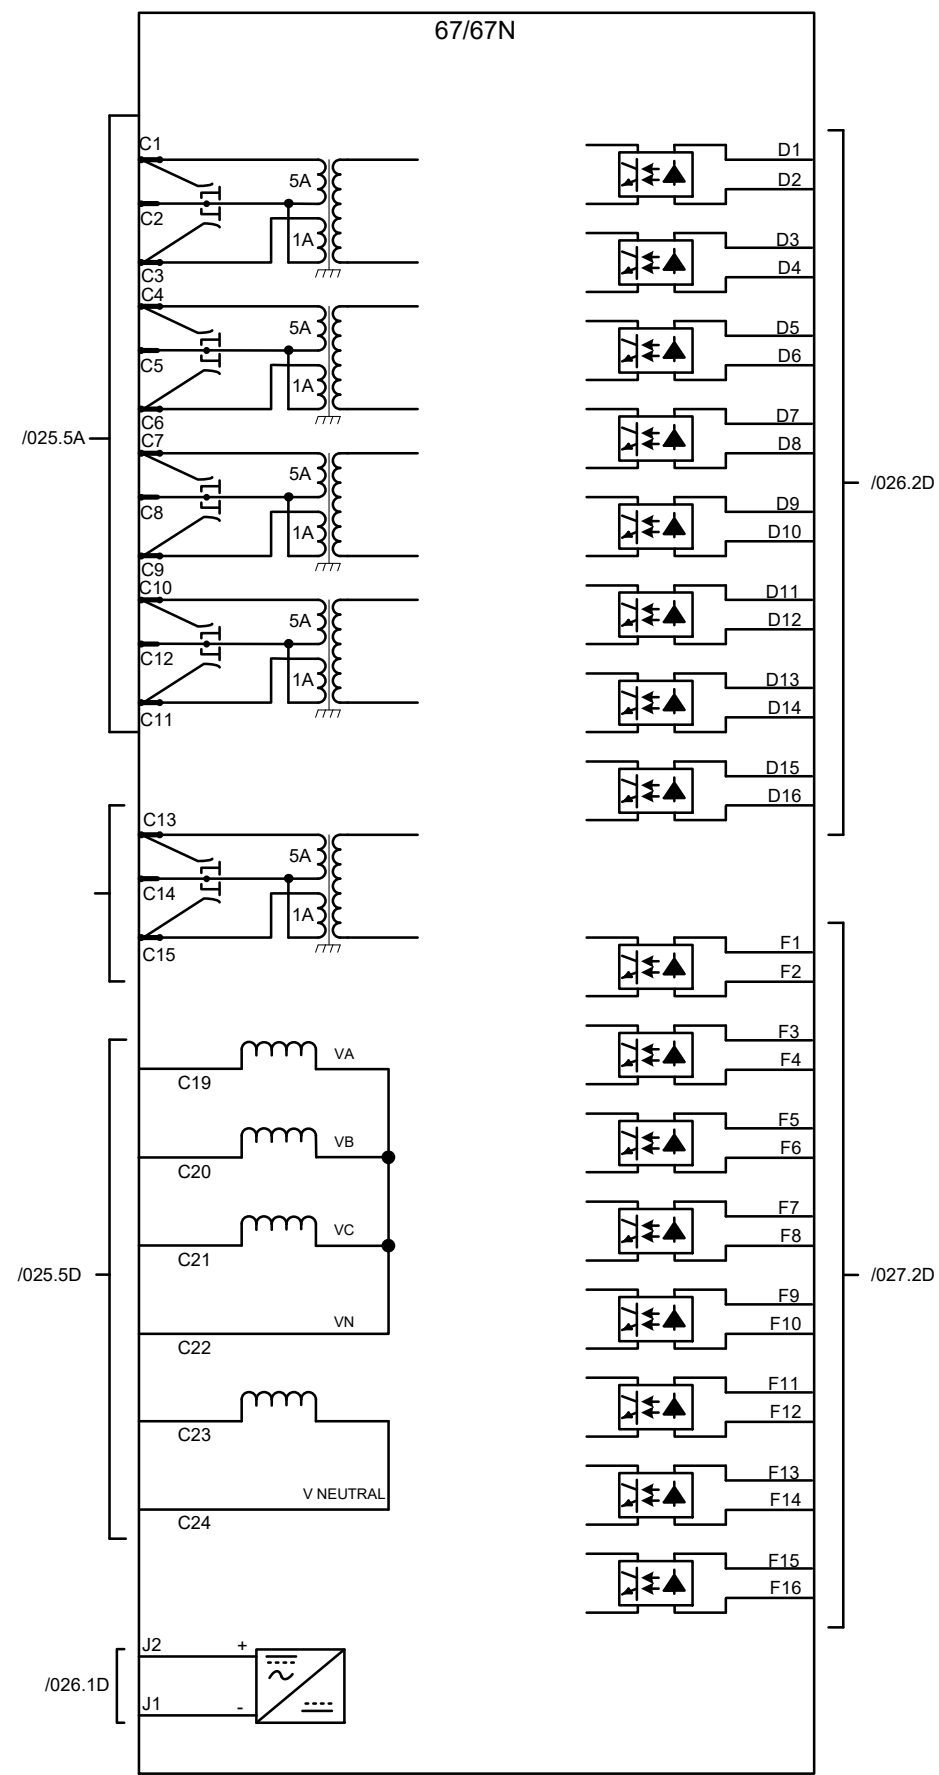 67/67N
C1
5A
C2
1A
C3
C4
5A
C5
1A
C6
/025.5A
C7
5A
C8
1A
C9
C10
5A
C12
1A
C11
C13
5A
C14
1A
C15
VA
C19
VB
C20
VC
C21
/025.5D
VN
C22
C23
V NEUTRAL
C24
J2
+
/026.1D
J1
-
D1
D2
D3
D4
D5
D6
D7
D8
/026.2D
D9
D10
D11
D12
D13
D14
D15
D16
F1
F2
F3
F4
F5
F6
F7
F8
/027.2D
F9
F10
F11
F12
F13
F14
F15
F16